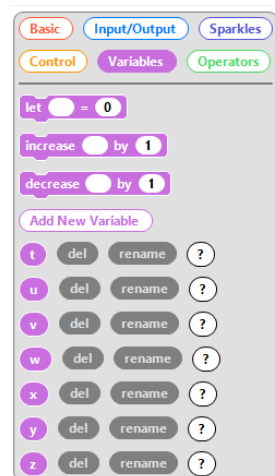 Basic Input/Output Sparkles
Control Variables Operators
let = 0
increase by 1
decrease by 1
Add New Variable
t del rename ?
u del rename ?
v del rename ?
w del rename ?
x del rename ?
y del rename ?
z del rename ?